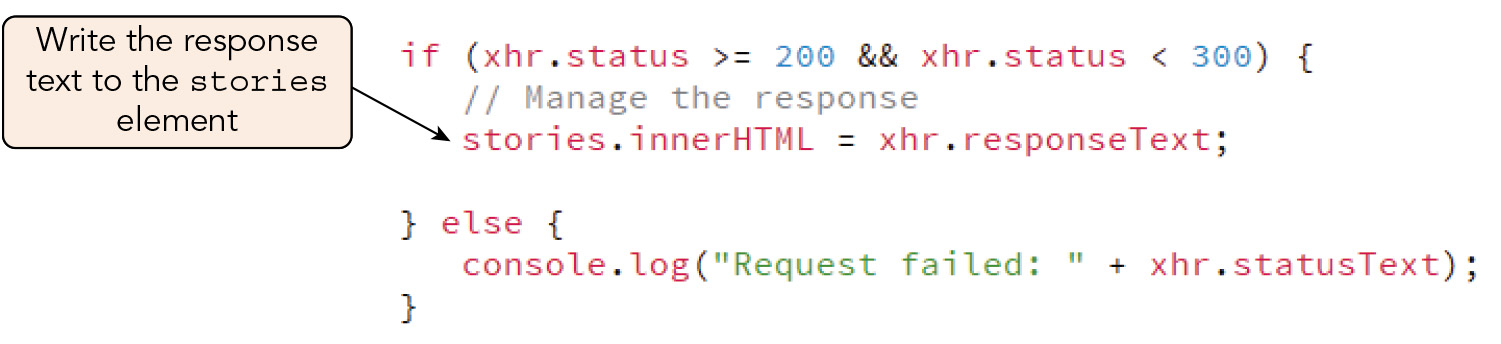 Write the response
text to the stories
element
if (xhr.status >= 200 && xhr.status < 300) {
// Manage the response
stories.innerHTML = xhr.responseText;
} else {
console.log("Request failed: " + xhr.statusText);
}